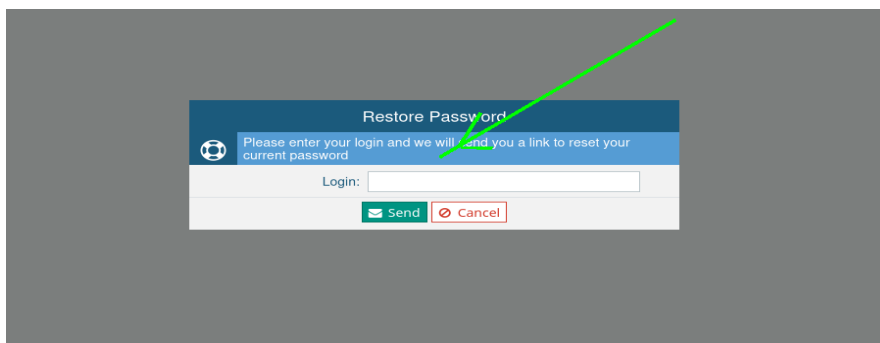 Restore Password
Please enter your login and we will send you a link to reset your
current password
Login:
Send
Cancel